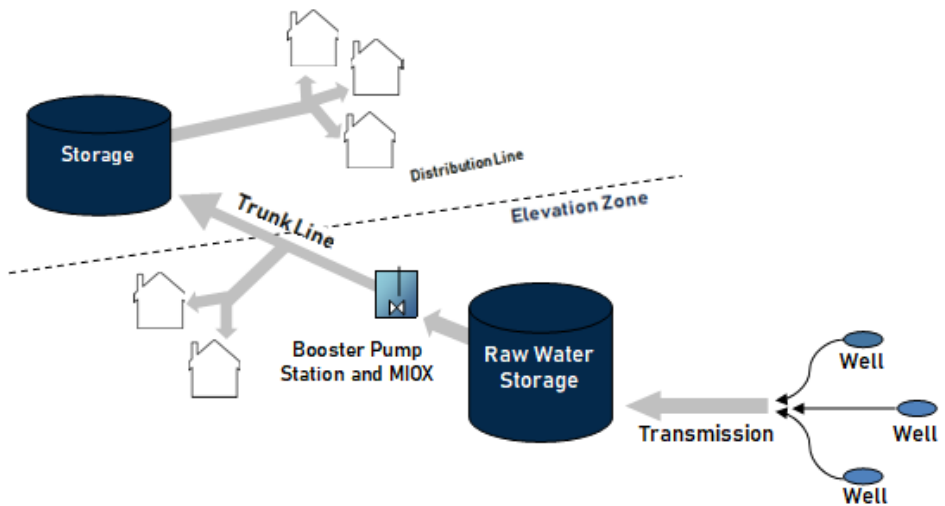 Storage
Distribution Line
Elevation Zone
Trunk Line
Booster Pump
Station and MIOX
Raw Water
Storage
Transmission
Well
Well
Well